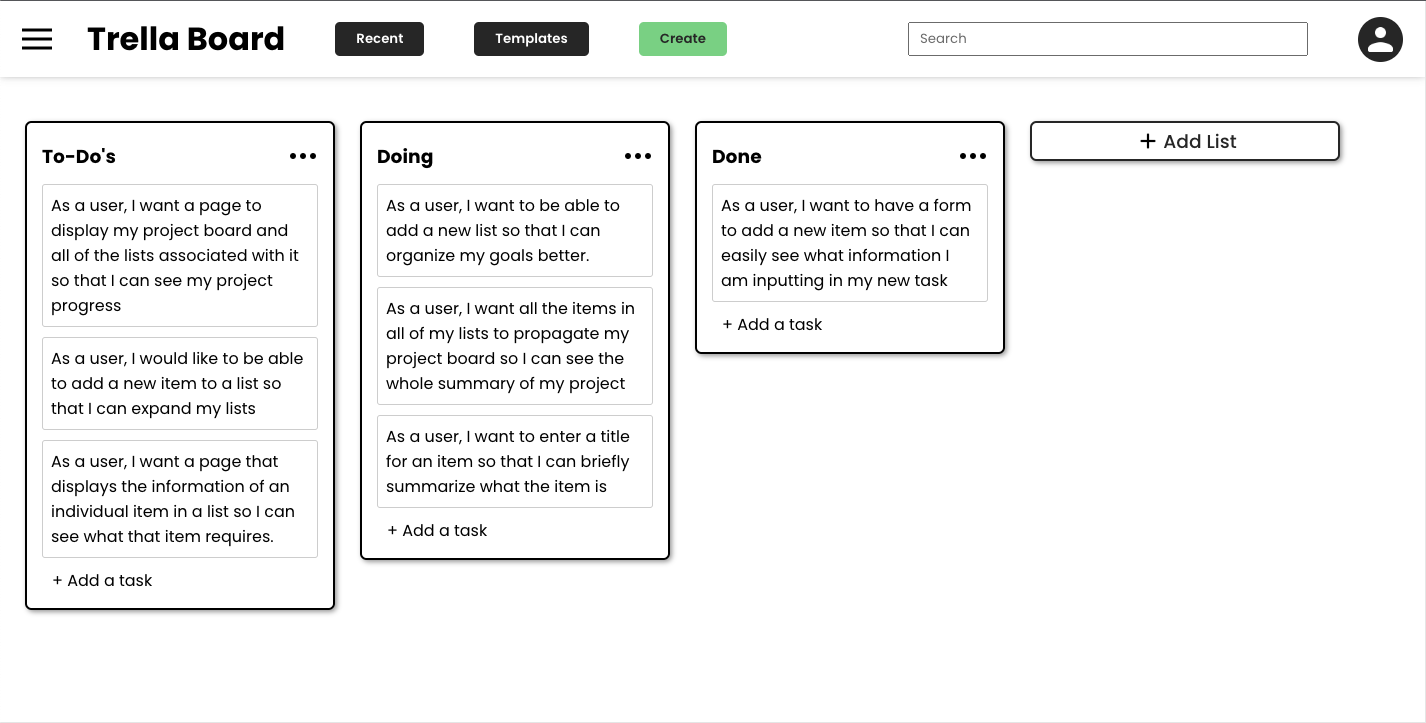 Trella Board
Recent
Templates
Create
Search
To-Do's
As a user, I want a page to
display my project board and
all of the lists associated with it
so that I can see my project
progress
As a user, I would like to be able
to add a new item to a list so
that I can expand my lists
As a user, I want a page that
displays the information of an
individual item in a list so I can
see what that item requires.
+ Add a task
Doing
As a user, I want to be able to
add a new list so that I can
organize my goals better.
As a user, I want all the items in
all of my lists to propagate my
project board so I can see the
whole summary of my project
As a user, I want to enter a title
for an item so that I can briefly
summarize what the item is
+ Add a task
Done
As a user, I want to have a form
to add a new item so that I can
easily see what information I
am inputting in my new task
+ Add a task
+ Add List